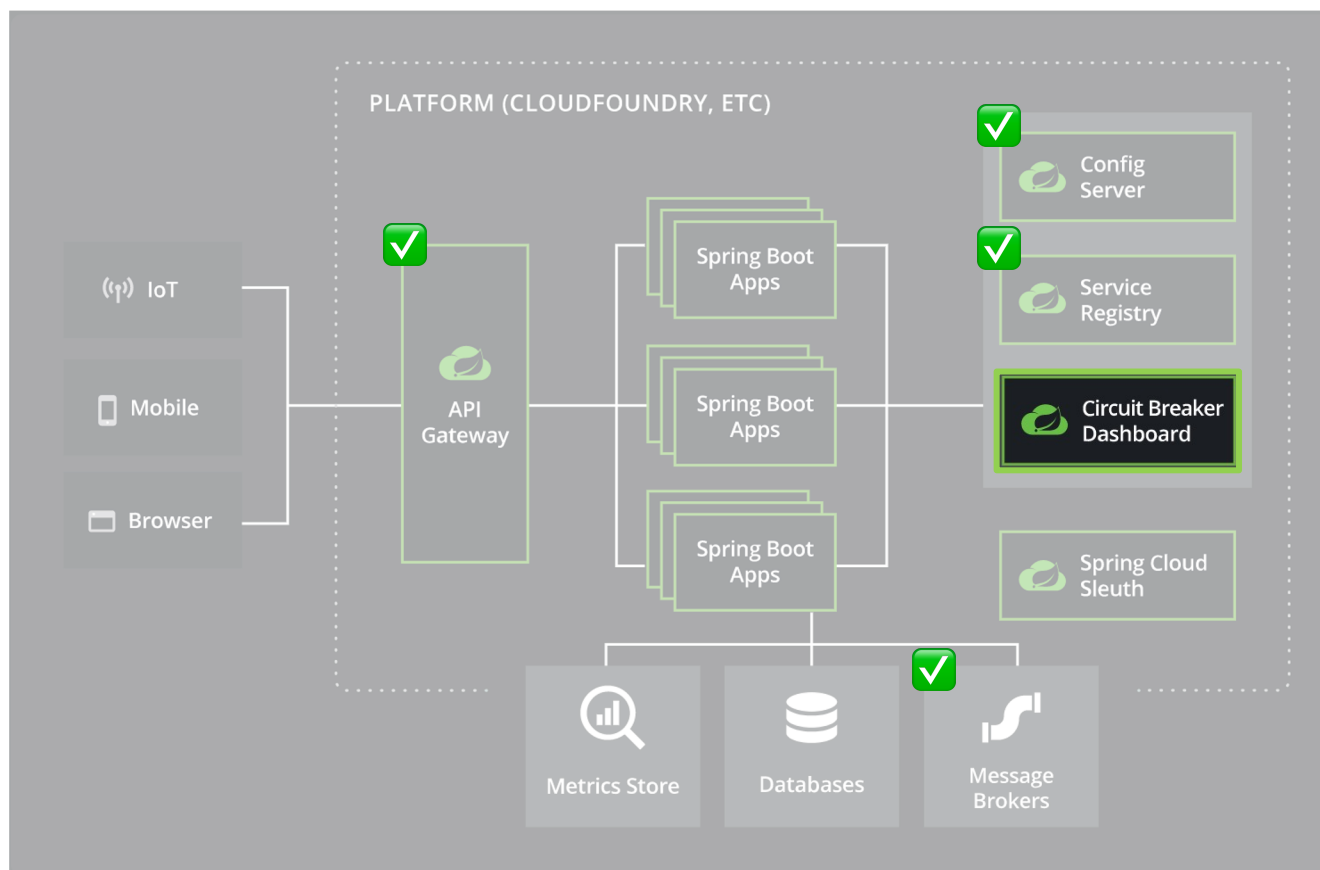 PLATFORM (CLOUDFOUNDRY, ETC)
IoT
Mobile
Browser
API
Gateway
Spring Boot
Apps
Spring Boot
Apps
Spring Boot
Apps
Config
Server
Service
Registry
Circuit Breaker
Dashboard
Spring Cloud
Sleuth
Metrics Store
Databases
Message
Brokers